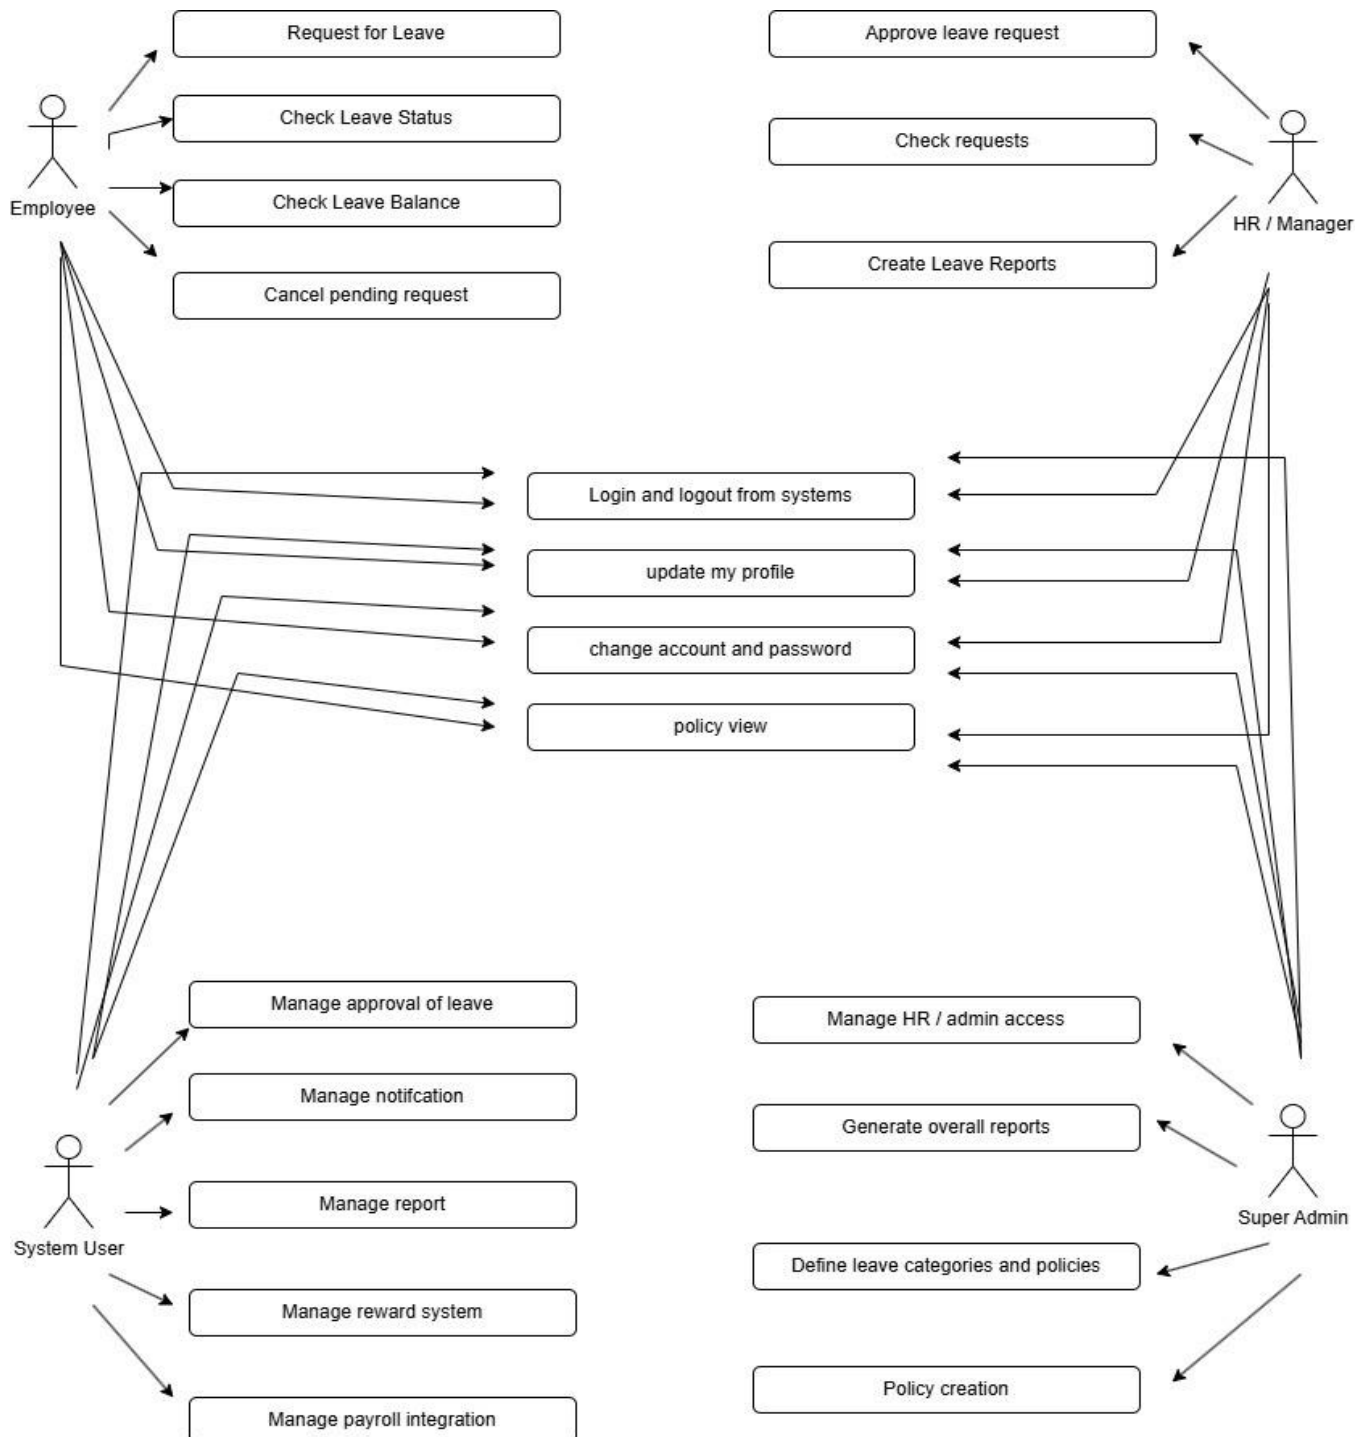 Request for Leave
Approve leave request
Check Leave Status
Check requests
Check Leave Balance
Employee
HR / Manager
Create Leave Reports
Cancel pending request
Login and logout from systems
update my profile
change account and password
policy view
Manage approval of leave
Manage HR / admin access
Manage notifcation
Generate overall reports
Manage report
Super Admin
System User
Define leave categories and policies
Manage reward system
Policy creation
Manage payroll integration